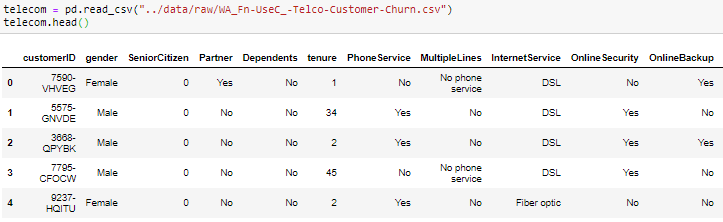 telecom = pd.read_csv("../data/raw/WA_Fn-UseC_-Telco-Customer-Churn.csv")
telecom.head()
customerID gender SeniorCitizen Partner Dependents tenure PhoneService MultipleLines InternetService OnlineSecurity OnlineBackup
0 7590-VHVEG Female 0 Yes No 1 No No phone service DSL No Yes
1 5575-GNVDE Male 0 No No 34 Yes No DSL Yes No
2 3668-QPYBK Male 0 No No 2 Yes No DSL Yes Yes
3 7795-CFOCW Male 0 No No 45 No No phone service DSL Yes No
4 9237-HQITU Female 0 No No 2 Yes No Fiber optic No No